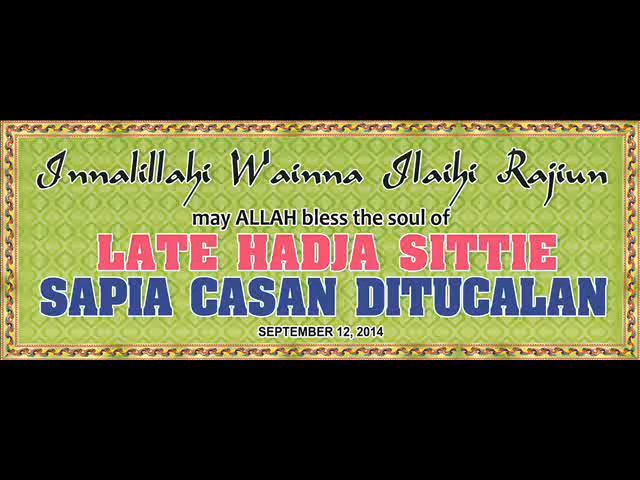 Innalillahi Wainna Ilaihi Rajiun
may ALLAH bless the soul of
LATE HADJA SITTIE
SAPIA CASAN DITUCALAN
SEPTEMBER 12, 2014